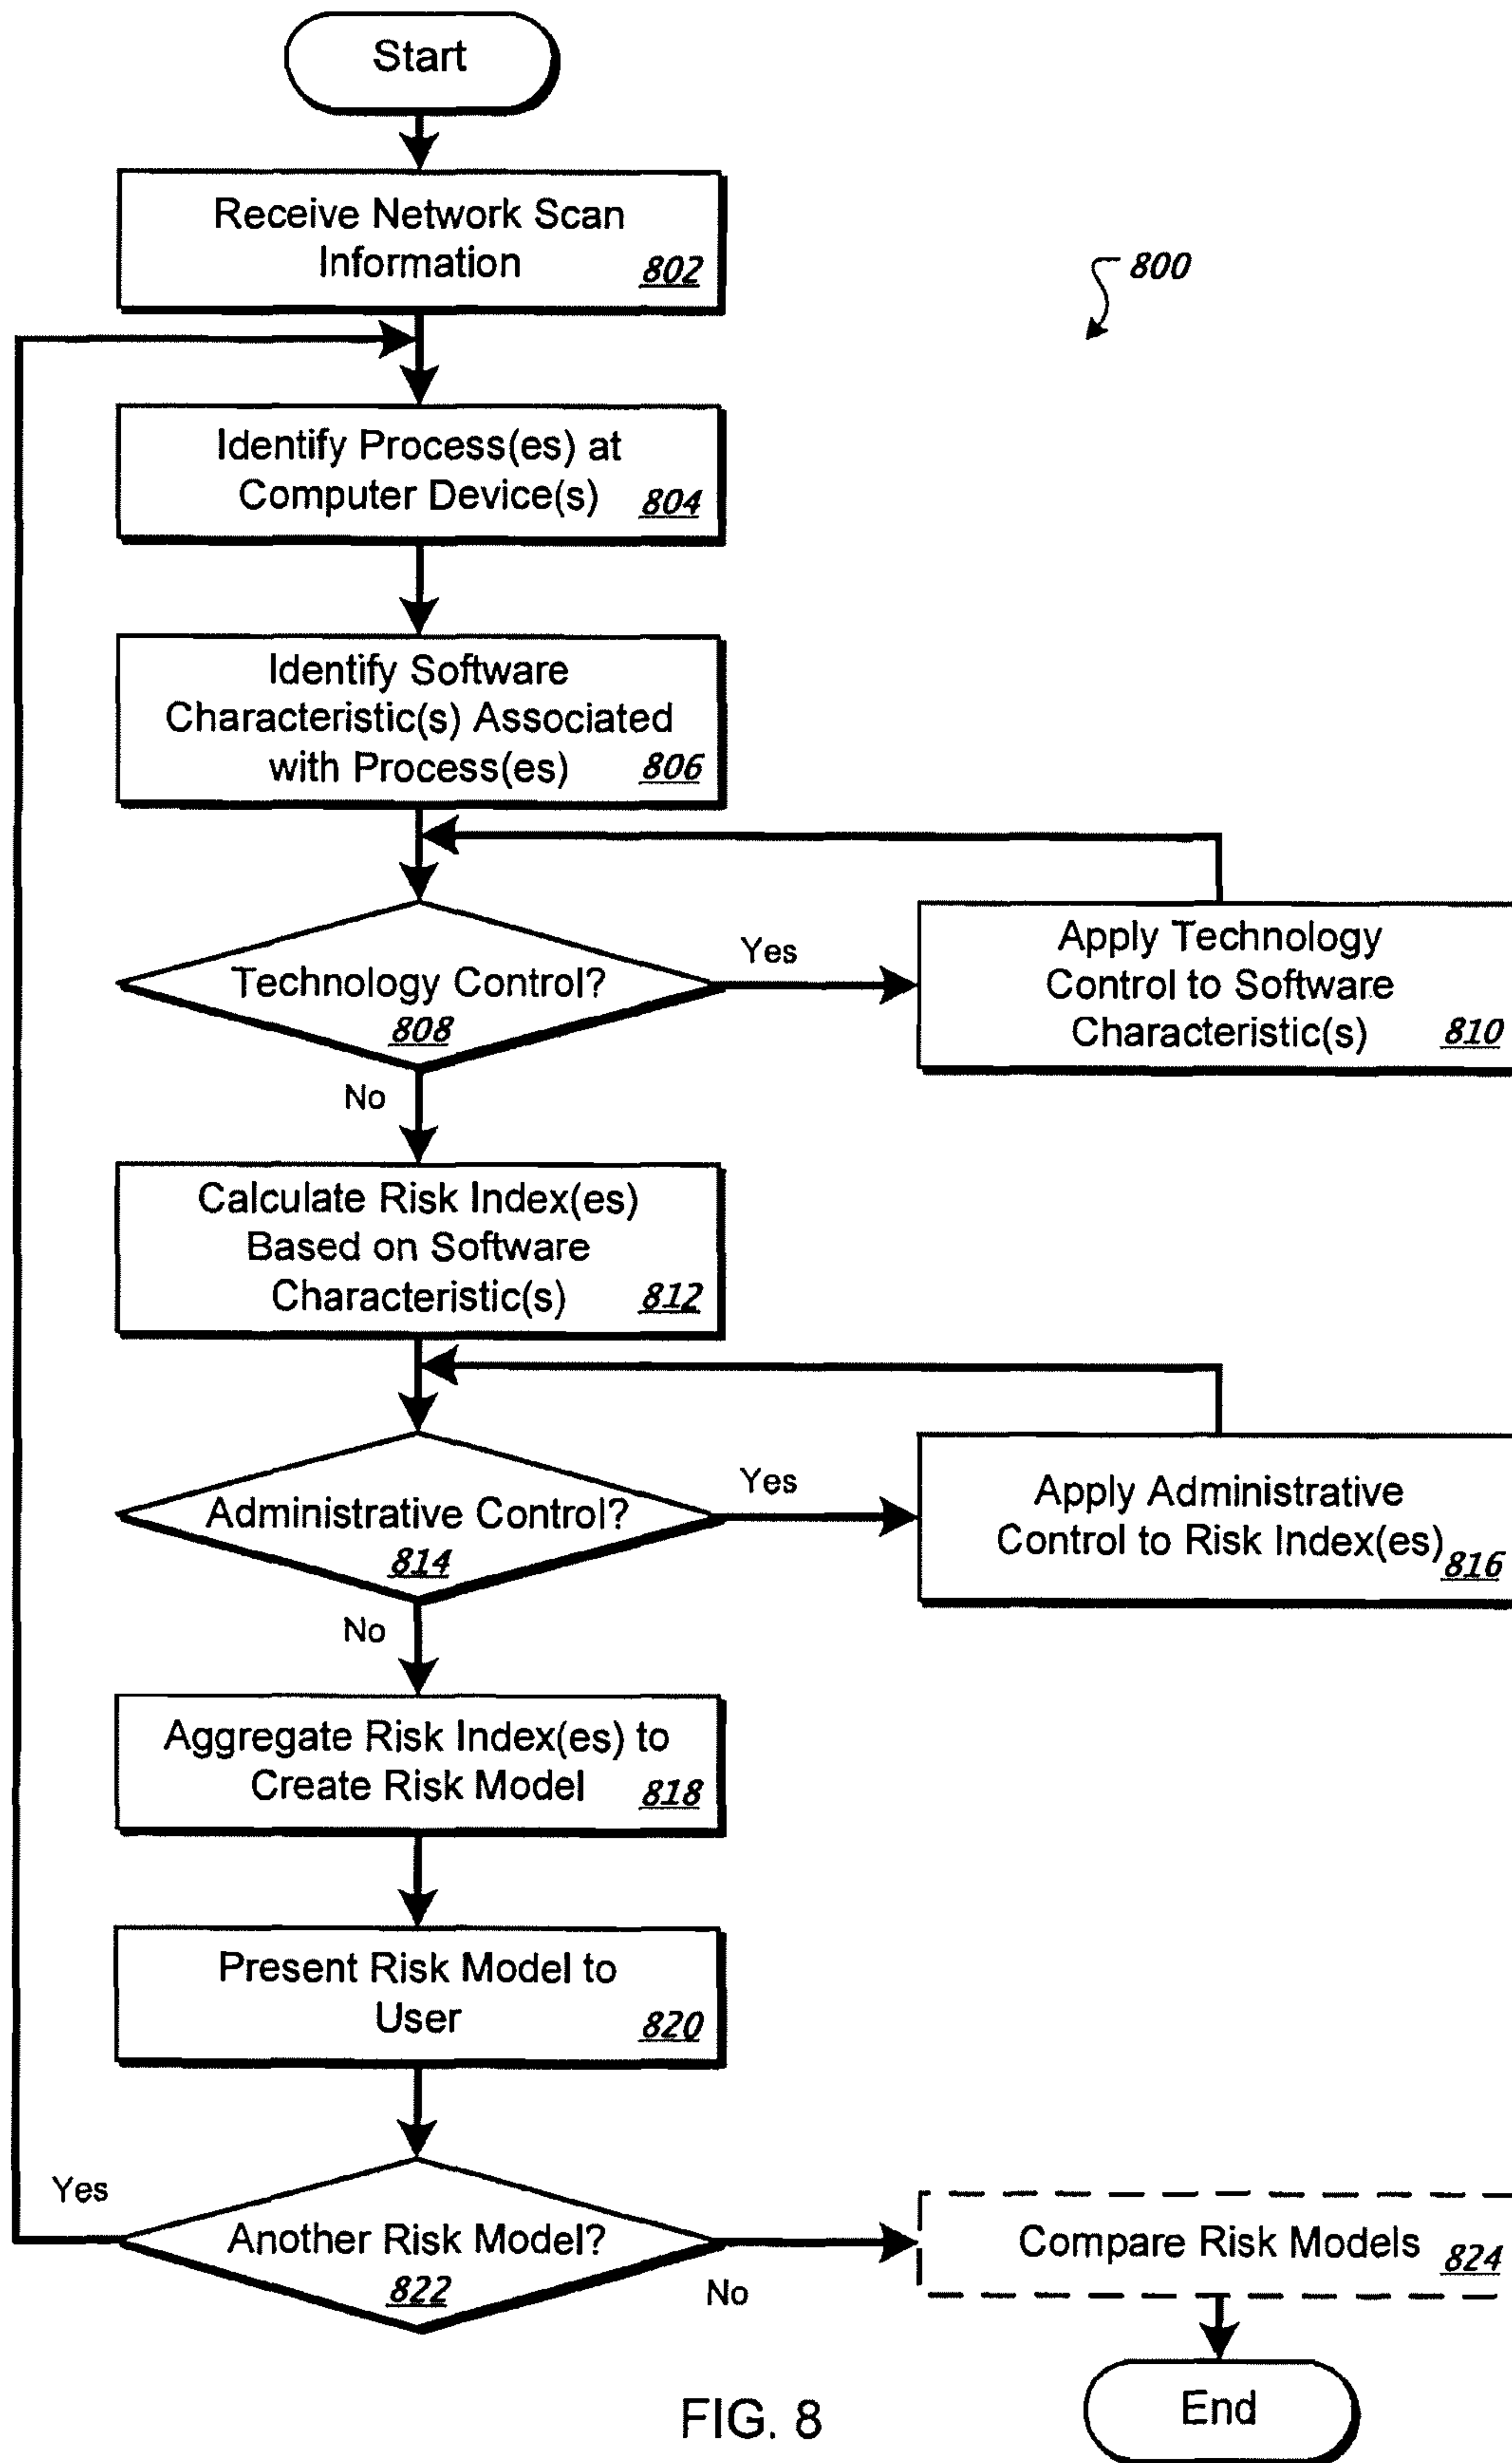 Start
Receive Network Scan
Information 802
800
Identify Process(es) at
Computer Device(s) 804
Identify Software
Characteristic(s) Associated
with Process(es) 806
Technology Control?
808
Yes
Apply Technology
Control to Software
Characteristic(s) 810
No
Calculate Risk Index(es)
Based on Software
Characteristic(s) 812
Administrative Control?
814
Yes
Apply Administrative
Control to Risk Index(es) 816
No
Aggregate Risk Index(es) to
Create Risk Model 818
Present Risk Model to
User 820
Yes
Another Risk Model?
822
No
Compare Risk Models 824
End
FIG. 8